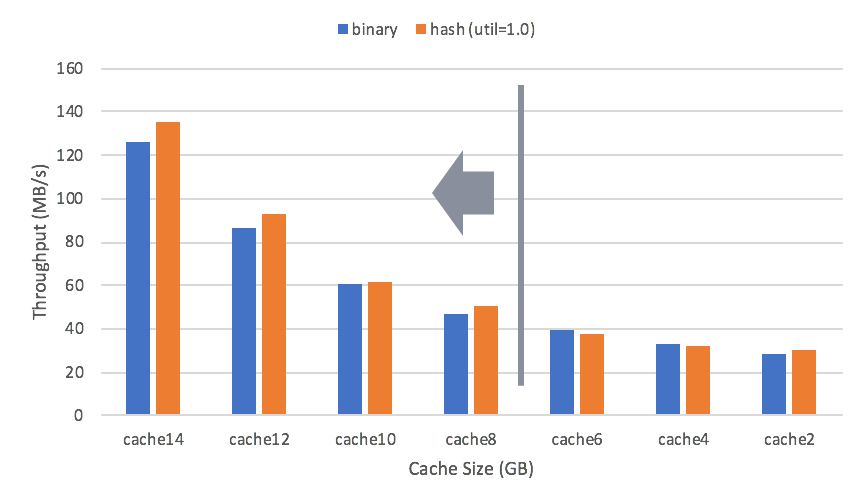 binary hash (util=1.0)
160
140
120
100
80
60
40
20
0
Throughput (MB/s)
cache14 cache12 cache10 cache8 cache6 cache4 cache2
Cache Size (GB)